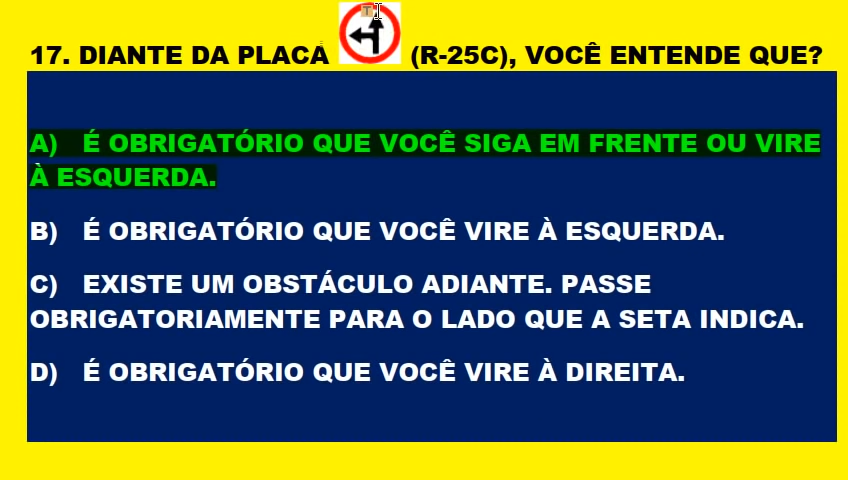 17. DIANTE DA PLACA (R-25C), VOCÊ ENTENDE QUE?
A) É OBRIGATÓRIO QUE VOCÊ SIGA EM FRENTE OU VIRE
À ESQUERDA.
B) É OBRIGATÓRIO QUE VOCÊ VIRE À ESQUERDA.
C) EXISTE UM OBSTÁCULO ADIANTE. PASSE
OBRIGATORIAMENTE PARA O LADO QUE A SETA INDICA.
D) É OBRIGATÓRIO QUE VOCÊ VIRE À DIREITA.